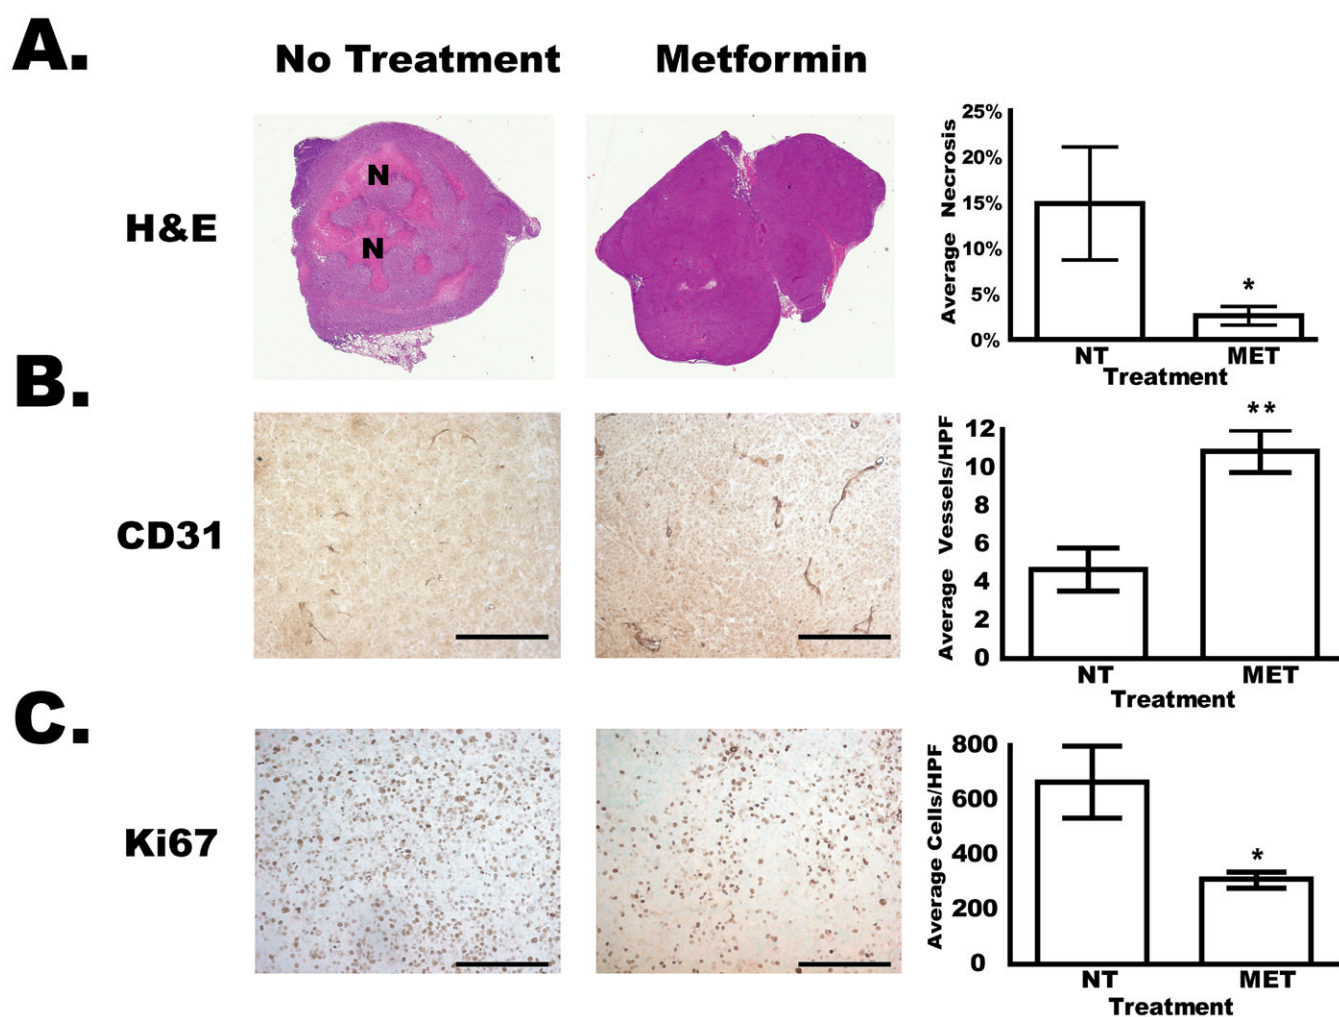 A.
No Treatment
Metformin
H&E
N
N
Average Necrosis
25%
20%
15%
10%
5%
0%
*
NT
MET
Treatment
B.
CD31
Average Vessels/HPF
12
10
8
6
4
2
0
**
NT
MET
Treatment
C.
Ki67
Average Cells/HPF
800
600
400
200
0
*
NT
MET
Treatment